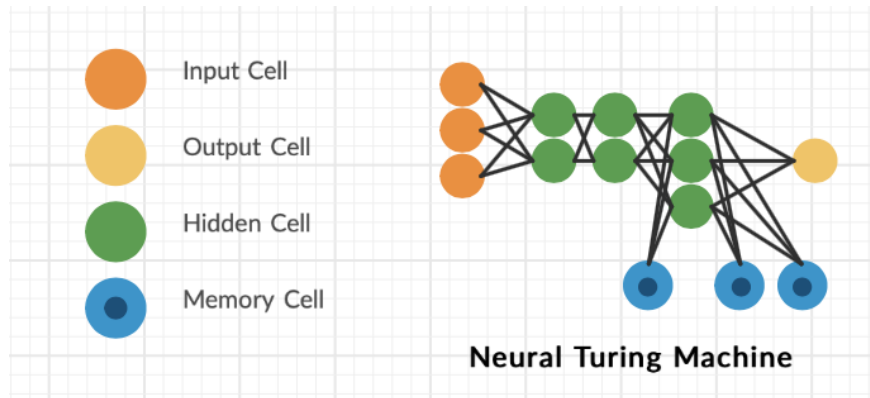 Input Cell
Output Cell
Hidden Cell
Memory Cell
Neural Turing Machine